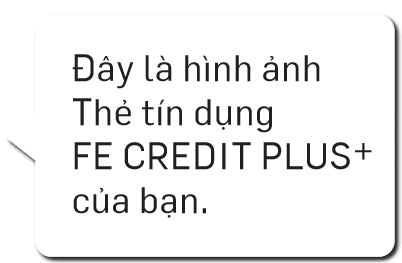 Đây là hình ảnh
Thẻ tín dụng
FE CREDIT PLUS+
của bạn.